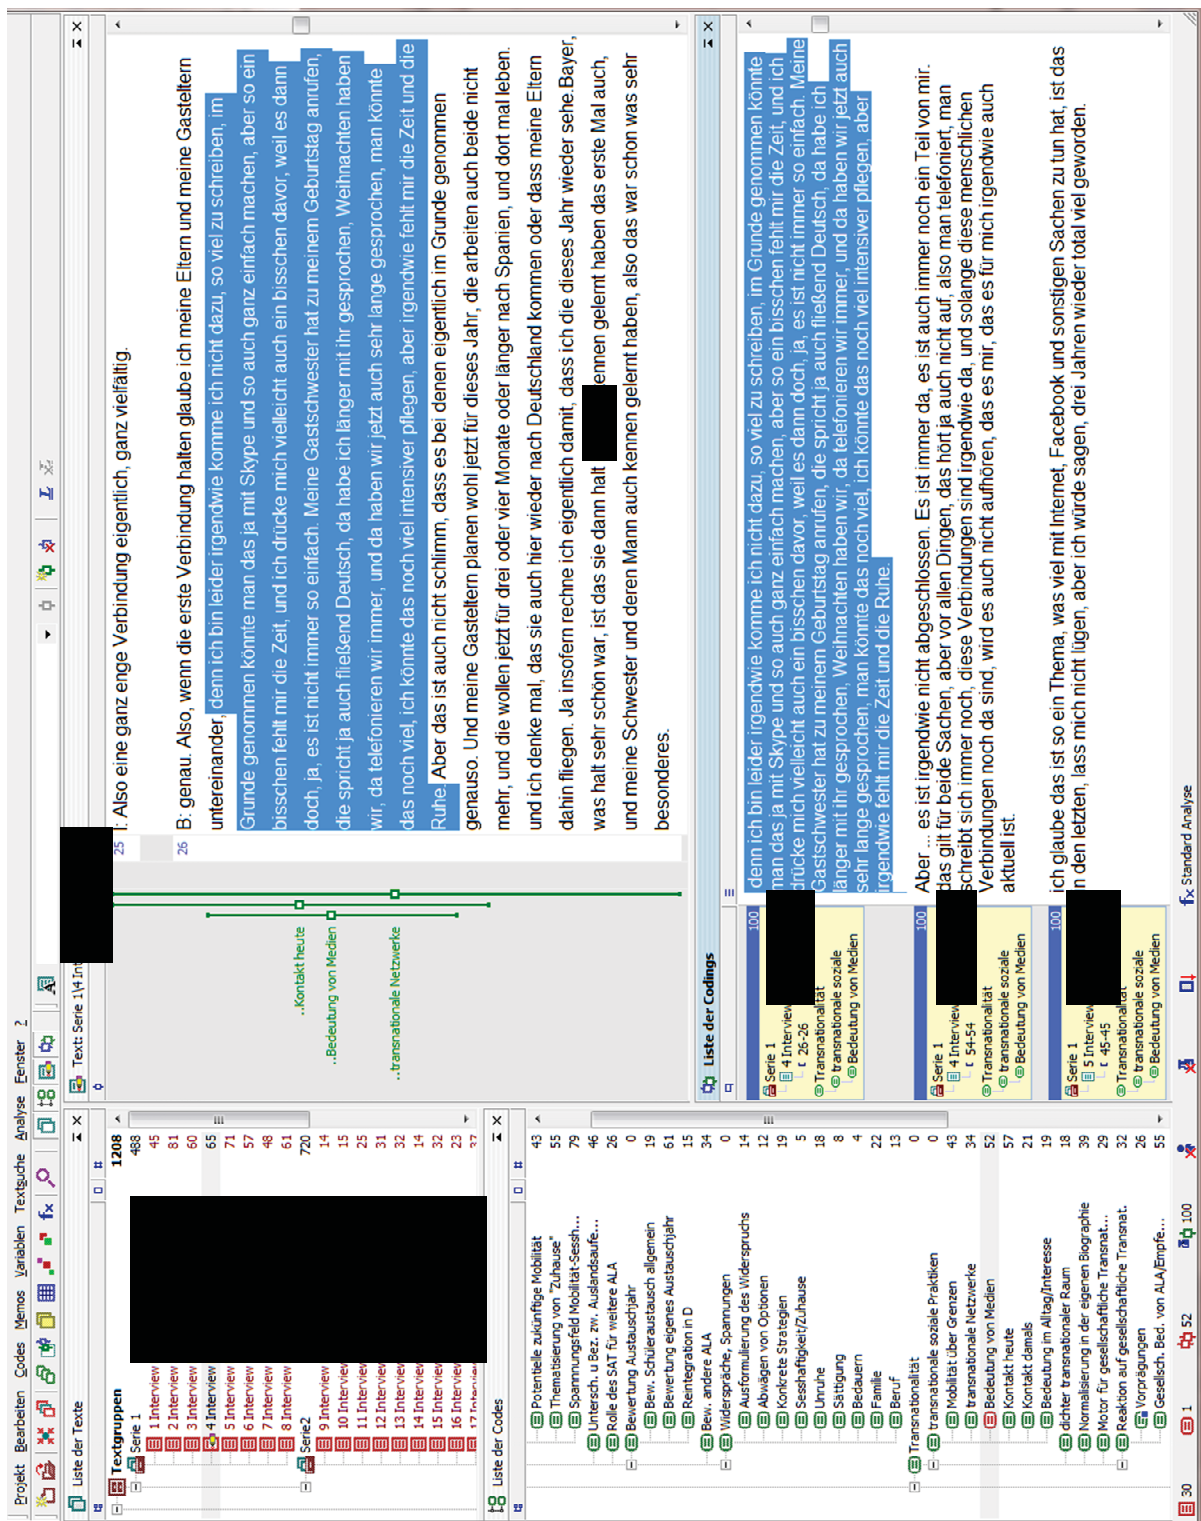 Projekt Bearbeiten Codes Memos Variablen Textsuche Analyse Fenster ?
Liste der Texte
Textgruppen 1208
Serie 1 488
1 Interview 45
2 Interview 81
3 Interview 60
4 Interview 65
5 Interview 71
6 Interview 57
7 Interview 48
8 Interview 61
Serie2 720
9 Interview 14
10 Interview 15
11 Interview 25
12 Interview 31
13 Interview 32
14 Interview 14
15 Interview 32
16 Interview 23
17 Interview 37
Liste der Codes
Potentielle zukünftige Mobilität 43
Thematisierung von "Zuhause" 55
Spannnungsfeld Mobilität-Sessh... 79
Untersch. u Bez. zw. Auslandsaufe... 46
Rolle des SAT für weitere ALA 26
Bewertung Austauschjahr 0
Bew. Schüleraustausch allgemein 19
Bewertung eigenes Austauschjahr 61
Reintegration in D 15
Bew. andere ALA 34
Widersprüche, Spannungen 0
Ausformulierung des Widerspruchs 14
Abwägen von Optionen 12
Konkrete Strategien 19
Sesshaftigkeit/Zuhause 5
Unruhe 18
Sättigung 8
Bedauern 4
Familie 22
Beruf 13
Transnationalität 0
transnationale soziale Praktiken 0
Mobilität über Grenzen 43
transnationale Netzwerke 34
Bedeutung von Medien 52
Kontakt heute 57
Kontakt damals 21
Bedeutung im Alltag/Interesse 19
dichter transnationaler Raum 18
Normalisierung in der eigenen Biographie 39
Motor für gesellschaftliche Transnat... 29
Reaktion auf gesellschaftliche Transnat. 32
Vorprägungen 26
Gesellsch. Bed. von ALA/Empfe... 55
Text: Serie 1\4 Int
..Kontakt heute
..Bedeutung von Medien
..transnationale Netzwerke
25
I: Also eine ganz enge Verbindung eigentlich, ganz vielfältig.
26
B: genau. Also, wenn die erste Verbindung halten glaube ich meine Eltern und meine Gasteltern
untereinander, denn ich bin leider irgendwie komme ich nicht dazu, so viel zu schreiben, im
Grunde genommen könnte man das ja mit Skype und so auch ganz einfach machen, aber so ein
bisschen fehlt mir die Zeit, und ich drücke mich vielleicht auch ein bisschen davor, weil es dann
doch, ja, es ist nicht immer so einfach. Meine Gastschwester hat zu meinem Geburtstag anrufen,
die spricht ja auch fließend Deutsch, da habe ich länger mit ihr gesprochen, Weihnachten haben
wir, da telefonieren wir immer, und da haben wir jetzt auch sehr lange gesprochen, man könnte
das noch viel, ich könnte das noch viel intensiver pflegen, aber irgendwie fehlt mir die Zeit und die
Ruhe. Aber das ist auch nicht schlimm, dass es bei denen eigentlich im Grunde genommen
genauso. Und meine Gasteltern planen wohl jetzt für dieses Jahr, die arbeiten auch beide nicht
mehr, und die wollen jetzt für drei oder vier Monate oder länger nach Spanien, und dort mal leben.
und ich denke mal, das sie auch hier wieder nach Deutschland kommen oder dass meine Eltern
dahin fliegen. Ja insofern rechne ich eigentlich damit, dass ich die dieses Jahr wieder sehe.Bayer,
was halt sehr schön war, ist das sie dann halt ennen gelernt haben das erste Mal auch,
und meine Schwester und deren Mann auch kennen gelernt haben, also das war schon was sehr
besonderes.
Liste der Codings
100
Serie 1
4 Interview
26-26
Transnationalität
transnationale soziale
Bedeutung von Medien
denn ich bin leider irgendwie komme ich nicht dazu, so viel zu schreiben, im Grunde genommen könnte
man das ja mit Skype und so auch ganz einfach machen, aber so ein bisschen fehlt mir die Zeit, und ich
drücke mich vielleicht auch ein bisschen davor, weil es dann doch, ja, es ist nicht immer so einfach. Meine
Gastschwester hat zu meinem Geburtstag anrufen, die spricht ja auch fließend Deutsch, da habe ich
länger mit ihr gesprochen, Weihnachten haben wir, da telefonieren wir immer, und da haben wir jetzt auch
sehr lange gesprochen, man könnte das noch viel, ich könnte das noch viel intensiver pflegen, aber
irgendwie fehlt mir die Zeit und die Ruhe.
100
Serie 1
4 Interview
54-54
Transnationalität
transnationale soziale
Bedeutung von Medien
Aber ... es ist irgendwie nicht abgeschlossen. Es ist immer da, es ist auch immer noch ein Teil von mir.
das gilt für beide Sachen, aber vor allen Dingen, das hört ja auch nicht auf, also man telefoniert, man
schreibt sich immer noch, diese Verbindungen sind irgendwie da, und solange diese menschlichen
Verbindungen noch da sind, wird es auch nicht aufhören, das es mir, das es für mich irgendwie auch
aktuell ist.
100
Serie 1
5 Interview
45-45
Transnationalität
transnationale soziale
Bedeutung von Medien
ich glaube das ist so ein Thema, was viel mit Internet, Facebook und sonstigen Sachen zu tun hat, ist das
n den letzten, lass mich nicht lügen, aber ich würde sagen, drei Jahren wieder total viel geworden.
30 1 52 100 Standard Analyse